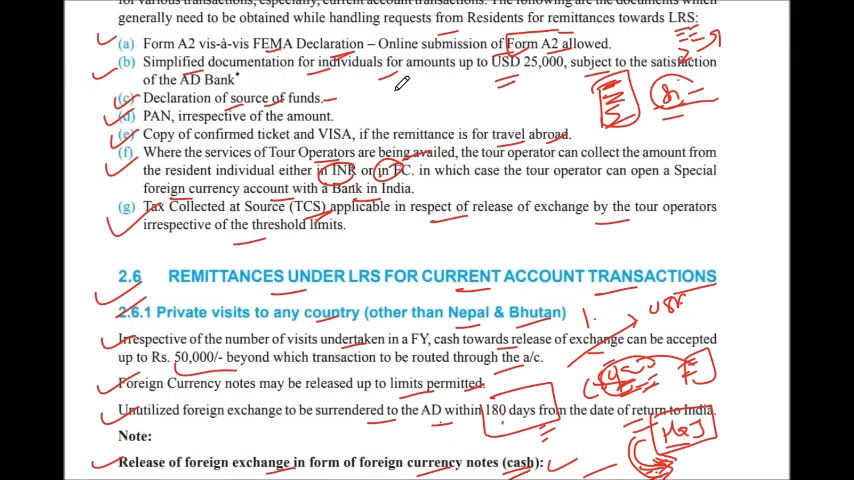 for various transactions, especially, current account transactions. The following are the documents which
generally need to be obtained while handling requests from Residents for remittances towards LRS:
(a) Form A2 vis-à-vis FEMA Declaration – Online submission of Form A2 allowed.
(b) Simplified documentation for individuals for amounts up to USD 25,000, subject to the satisfaction
of the AD Bank*
(c) Declaration of source of funds.
(d) PAN, irrespective of the amount.
(e) Copy of confirmed ticket and VISA, if the remittance is for travel abroad.
(f) Where the services of Tour Operators are being availed, the tour operator can collect the amount from
the resident individual either in INR or in FC. in which case the tour operator can open a Special
foreign currency account with a Bank in India.
(g) Tax Collected at Source (TCS) applicable in respect of release of exchange by the tour operators
irrespective of the threshold limits.
2.6 REMITTANCES UNDER LRS FOR CURRENT ACCOUNT TRANSACTIONS
2.6.1 Private visits to any country (other than Nepal & Bhutan)
Irrespective of the number of visits undertaken in a FY, cash towards release of exchange can be accepted
up to Rs. 50,000/- beyond which transaction to be routed through the a/c.
Foreign Currency notes may be released up to limits permitted.
Unutilized foreign exchange to be surrendered to the AD within 180 days from the date of return to India.
Note:
Release of foreign exchange in form of foreign currency notes (cash):